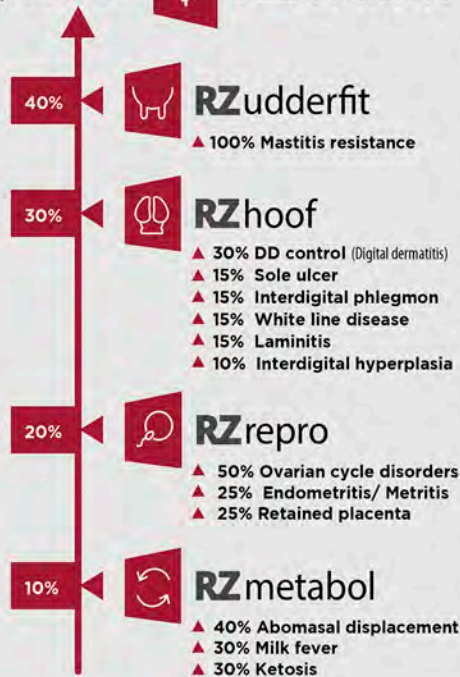 40%
RZudderfit
▲ 100% Mastitis resistance
30%
RZhoof
▲ 30% DD control (Digital dermatitis)
▲ 15% Sole ulcer
▲ 15% Interdigital phlegmon
▲ 15% White line disease
▲ 15% Laminitis
▲ 10% Interdigital hyperplasia
20%
RZrepro
▲ 50% Ovarian cycle disorders
▲ 25% Endometritis/ Metritis
▲ 25% Retained placenta
10%
RZmetabol
▲ 40% Abomasal displacement
▲ 30% Milk fever
▲ 30% Ketosis